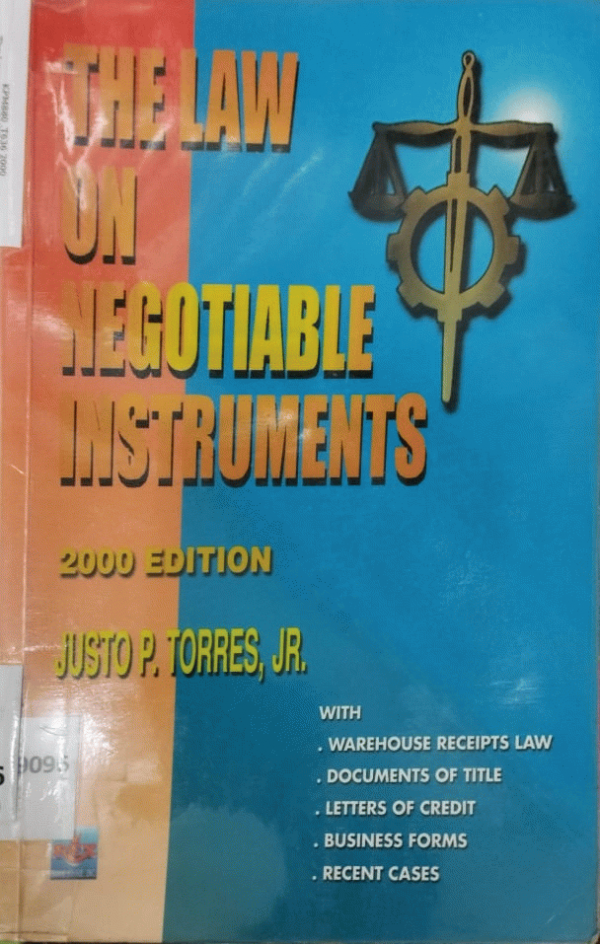 THE LAW
ON
NEGOTIABLE
INSTRUMENTS
2000 EDITION
JUSTO P. TORRES, JR.
WITH
. WAREHOUSE RECEIPTS LAW
. DOCUMENTS OF TITLE
. LETTERS OF CREDIT
. BUSINESS FORMS
. RECENT CASES
9095